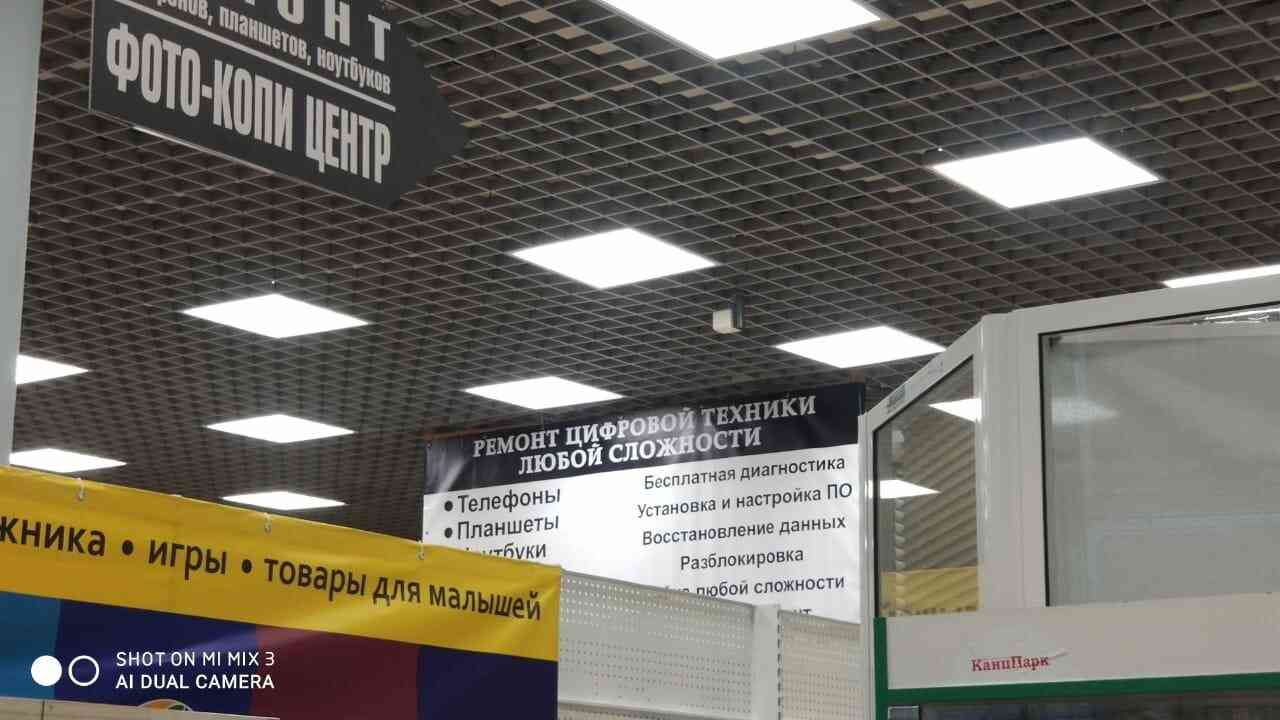 ФОТО-КОПИ ЦЕНТР
планшетов, ноутбуков
РЕМОНТ ЦИФРОВОЙ ТЕХНИКИ
ЛЮБОЙ СЛОЖНОСТИ
• Телефоны
• Планшеты
Бесплатная диагностика
Установка и настройка ПО
Восстановление данных
Разблокировка
любой сложности
• игры • товары для малышей
КанцПарк
SHOT ON MI MIX 3
AI DUAL CAMERA